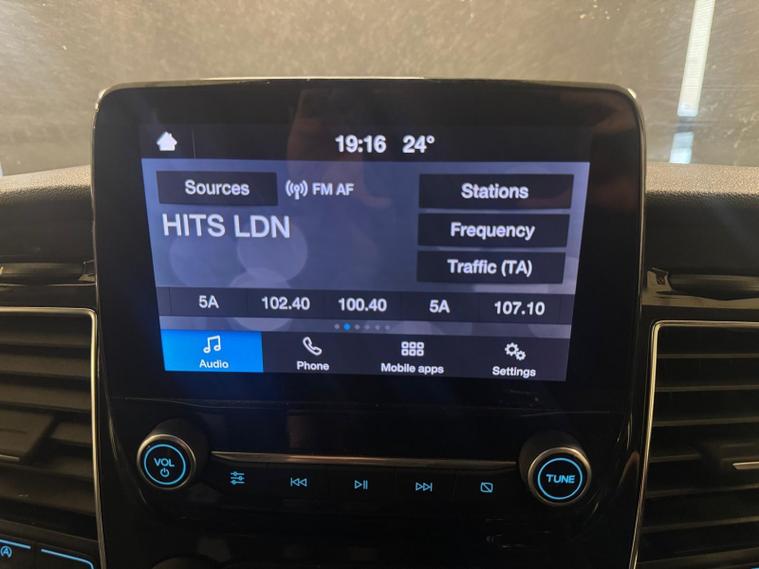 19:16 24°
Sources FM AF Stations
HITS LDN
Frequency
Traffic (TA)
5A 102.40 100.40 5A 107.10
Audio Phone Mobile apps Settings
VOL TUNE
A